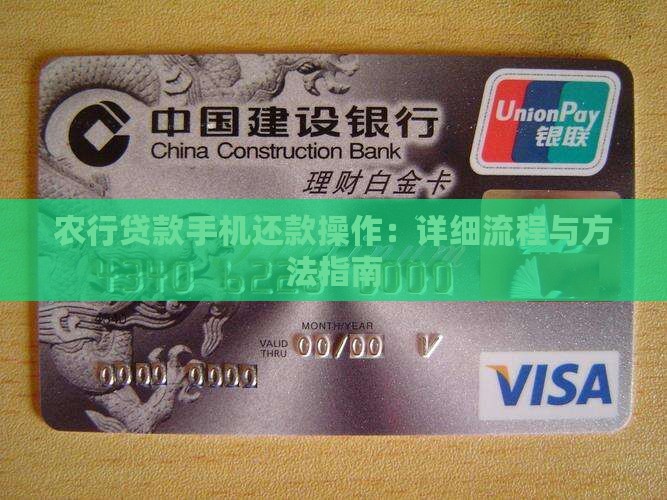 中国建设银行
China Construction Bank
UnionPay
银联
理财白金卡
农行贷款手机还款操作：详细流程与方
法指南
MONTH/YEAR
VALID
THRU
00/00 V
0000 0000
VISA